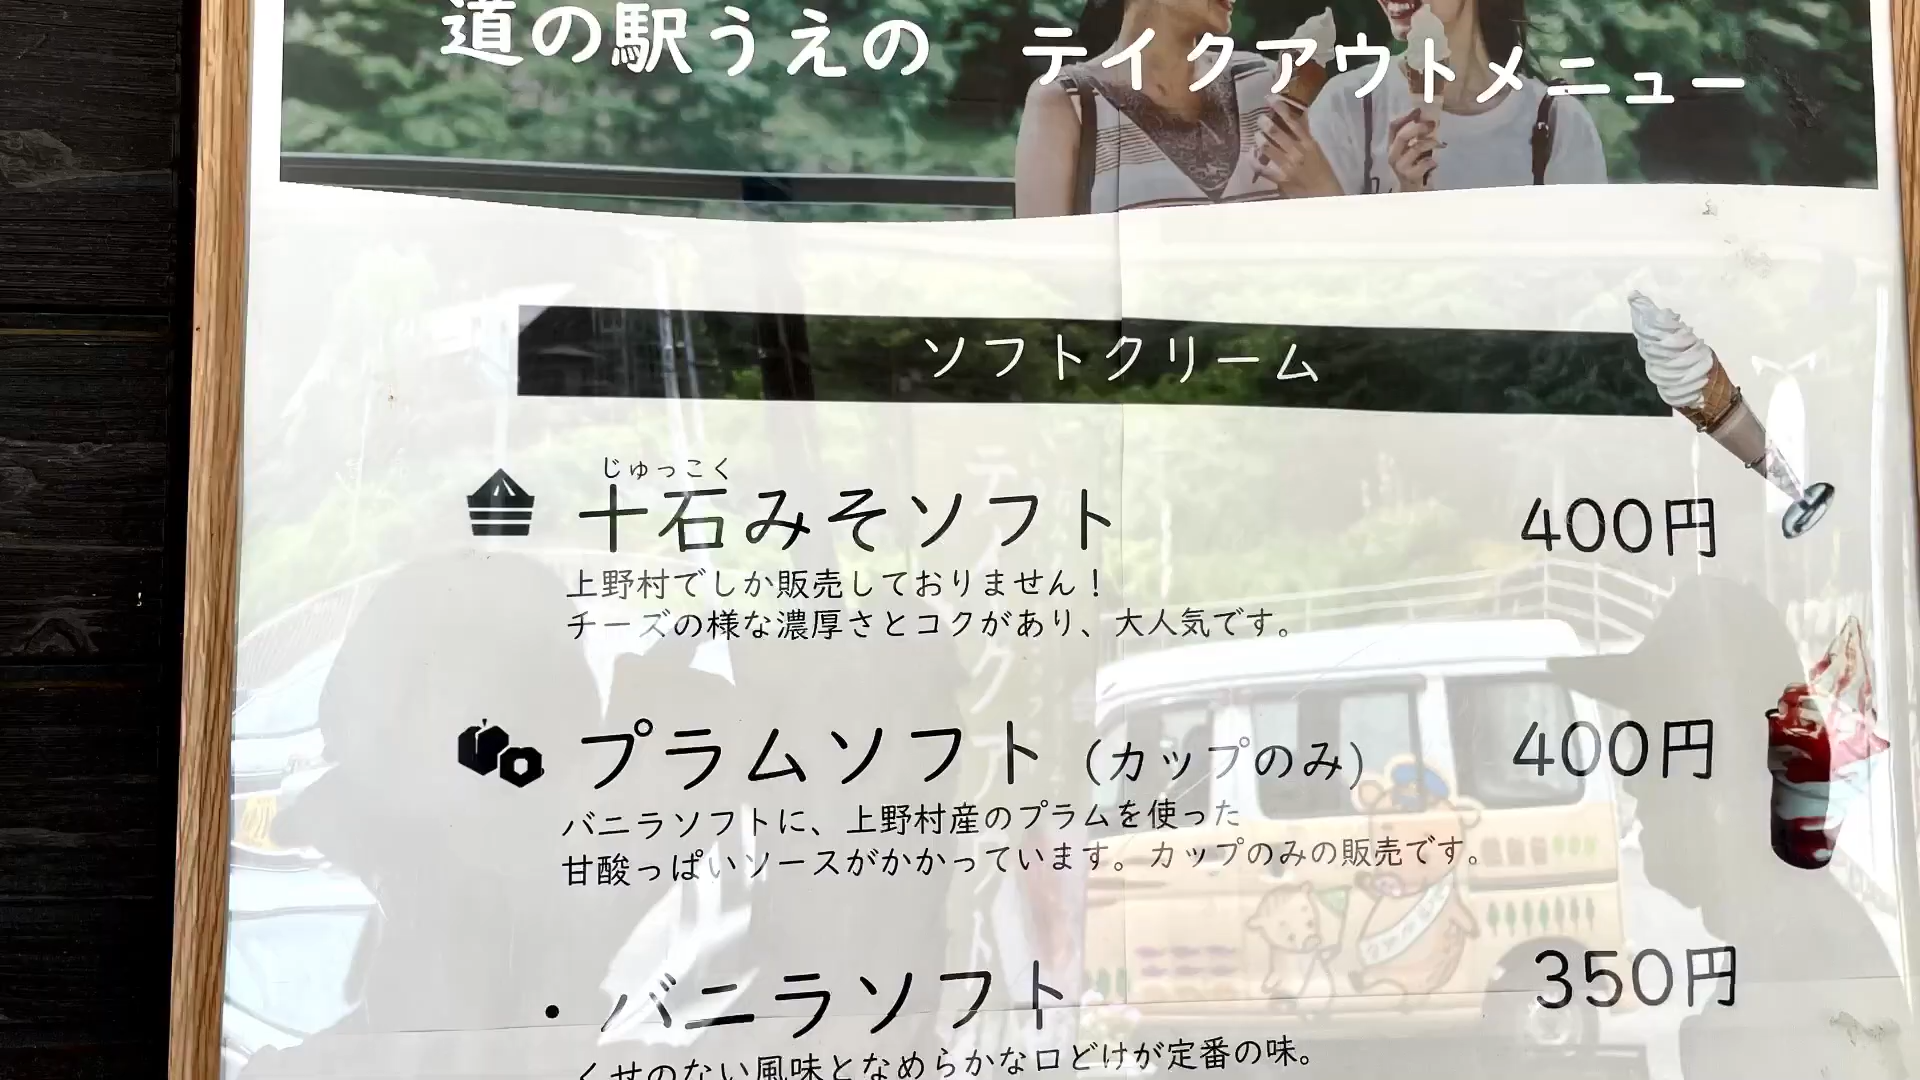 道の駅うえの テイクアウトメニュー
ソフトクリーム
じゅっこく
十石みそソフト 400円
上野村でしか販売しておりません!
チーズの様な濃厚さとコクがあり、大人気です。
プラムソフト (カップのみ) 400円
バニラソフトに、上野村産のプラムを使った
甘酸っぱいソースがかかっています。カップのみの販売です。
・バニラソフト 350円
くせのない風味となめらかな口どけが定番の味。